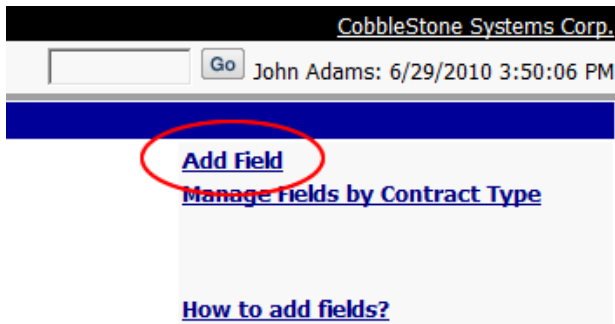 CobbleStone Systems Corp.
Go John Adams: 6/29/2010 3:50:06 PM
Add Field
Manage Fields by Contract Type
How to add fields?